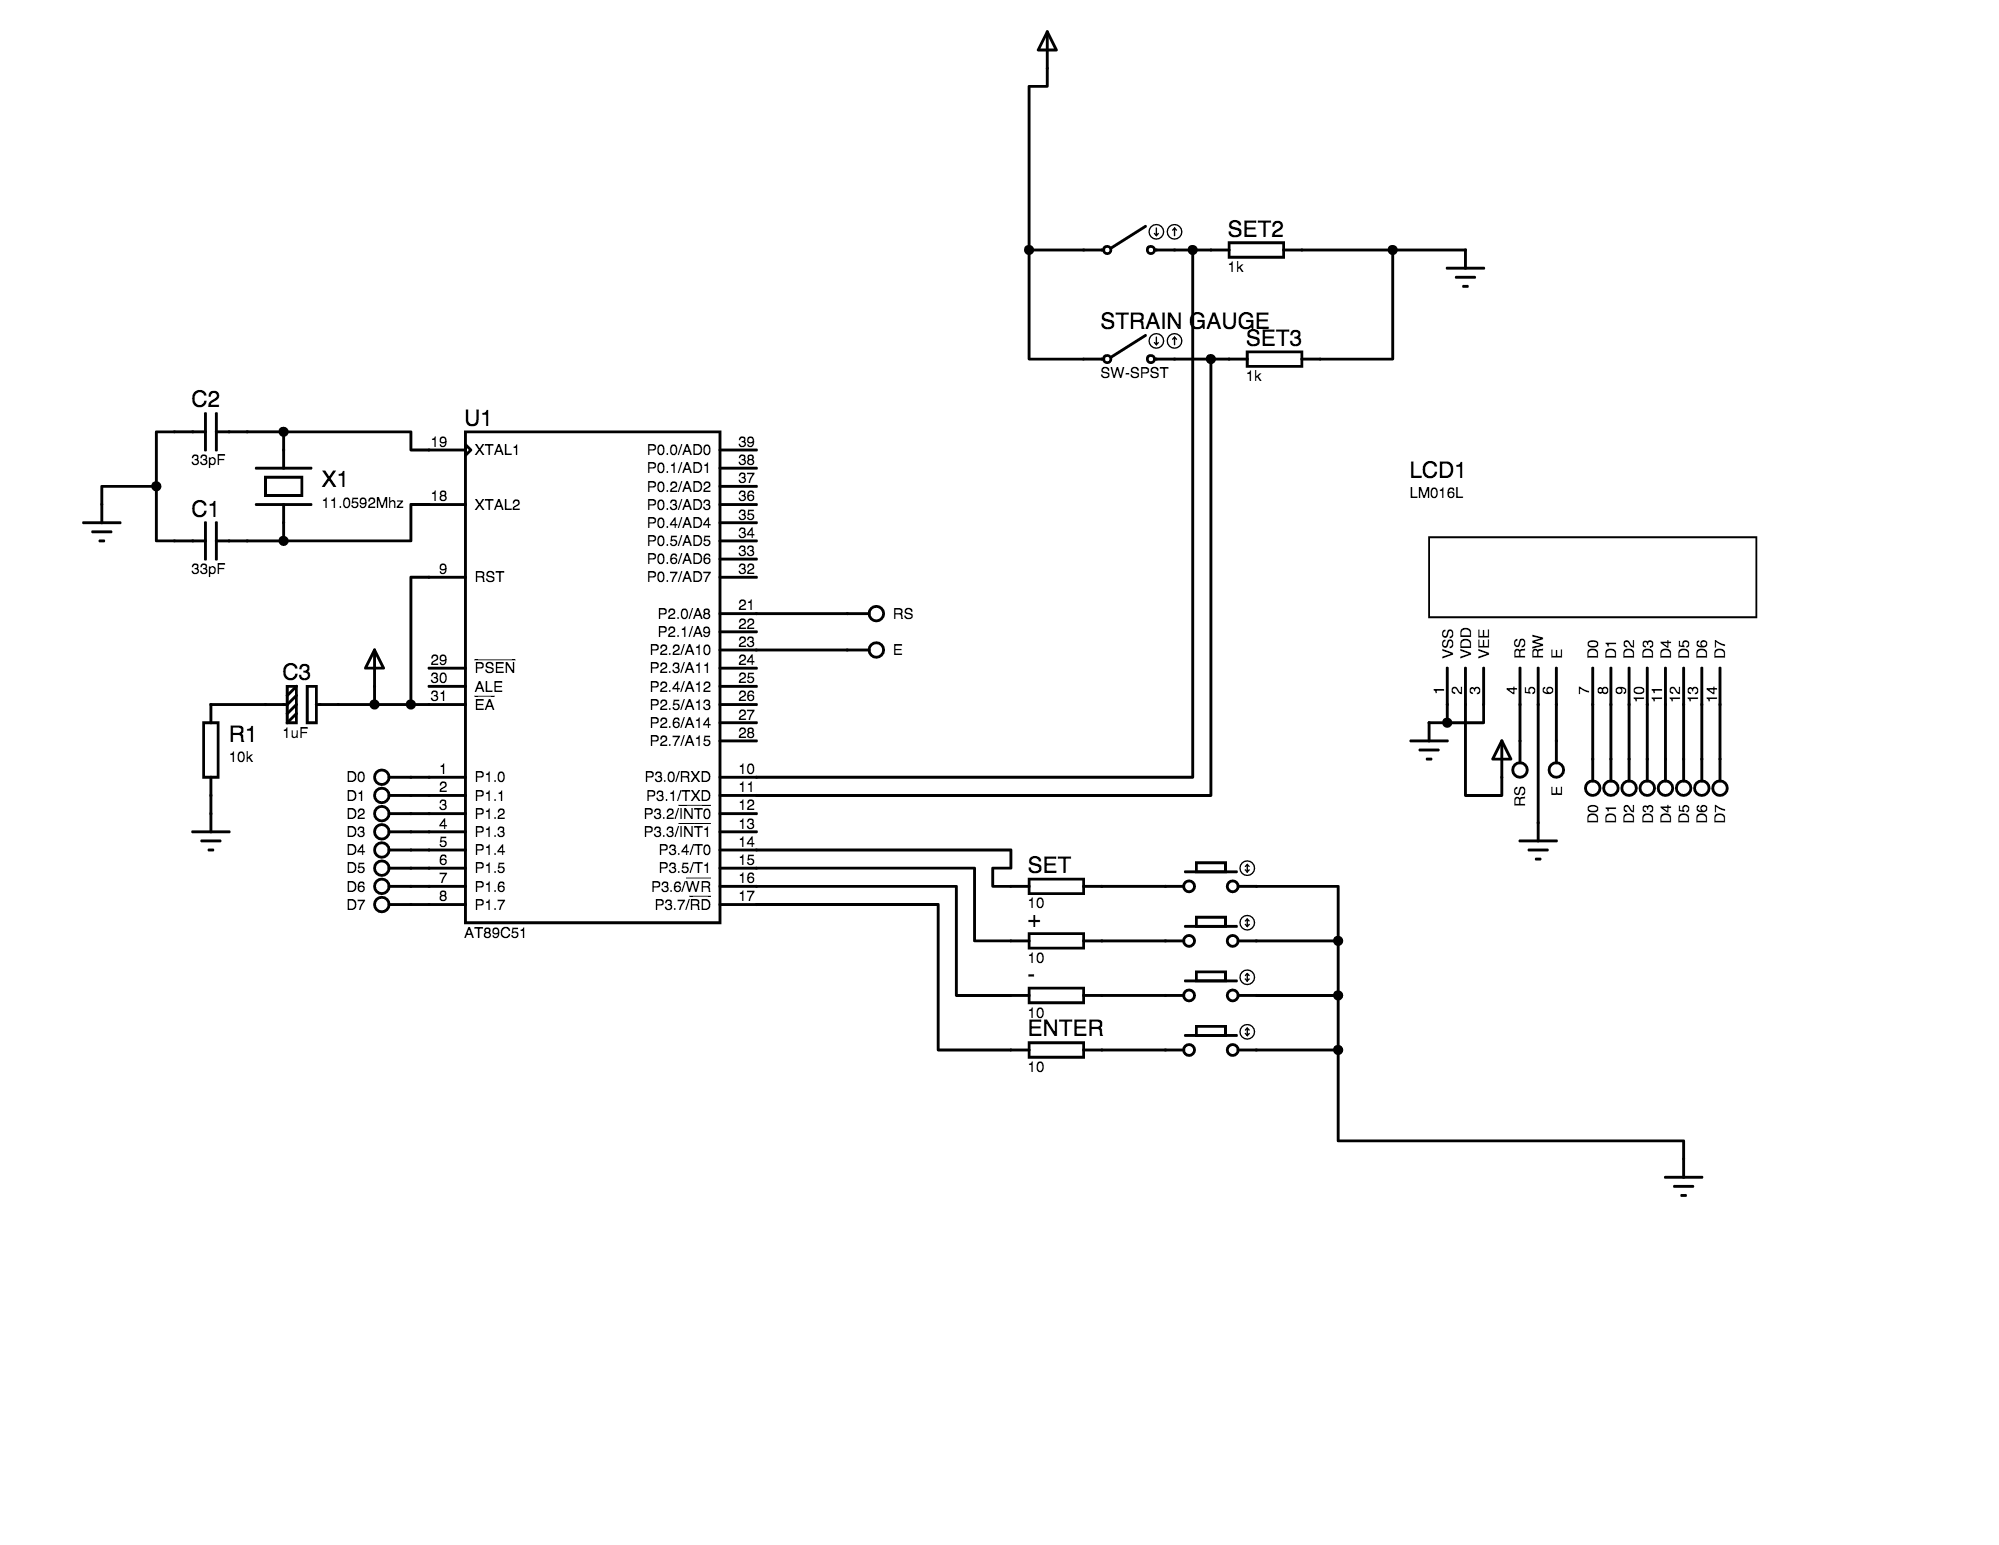 SET2
1k
STRAIN GAUGE
SET3
SW-SPST
1k
C2
33pF
X1
11.0592Mhz
C1
33pF
U1
19 XTAL1
18 XTAL2
9 RST
29 PSEN
30 ALE
31 EA
1 P1.0
2 P1.1
3 P1.2
4 P1.3
5 P1.4
6 P1.5
7 P1.6
8 P1.7
D0
D1
D2
D3
D4
D5
D6
D7
P0.0/AD0 39
P0.1/AD1 38
P0.2/AD2 37
P0.3/AD3 36
P0.4/AD4 35
P0.5/AD5 34
P0.6/AD6 33
P0.7/AD7 32
P2.0/A8 21 RS
P2.1/A9 22
P2.2/A10 23 E
P2.3/A11 24
P2.4/A12 25
P2.5/A13 26
P2.6/A14 27
P2.7/A15 28
P3.0/RXD 10
P3.1/TXD 11
P3.2/INT0 12
P3.3/INT1 13
P3.4/T0 14
P3.5/T1 15
P3.6/WR 16
P3.7/RD 17
AT89C51
C3
1uF
R1
10k
SET
10
+
10
-
10
ENTER
10
LCD1
LM016L
VSS VDD VEE RS RW E D0 D1 D2 D3 D4 D5 D6 D7
1 2 3 4 5 6 7 8 9 10 11 12 13 14
RS E D0 D1 D2 D3 D4 D5 D6 D7